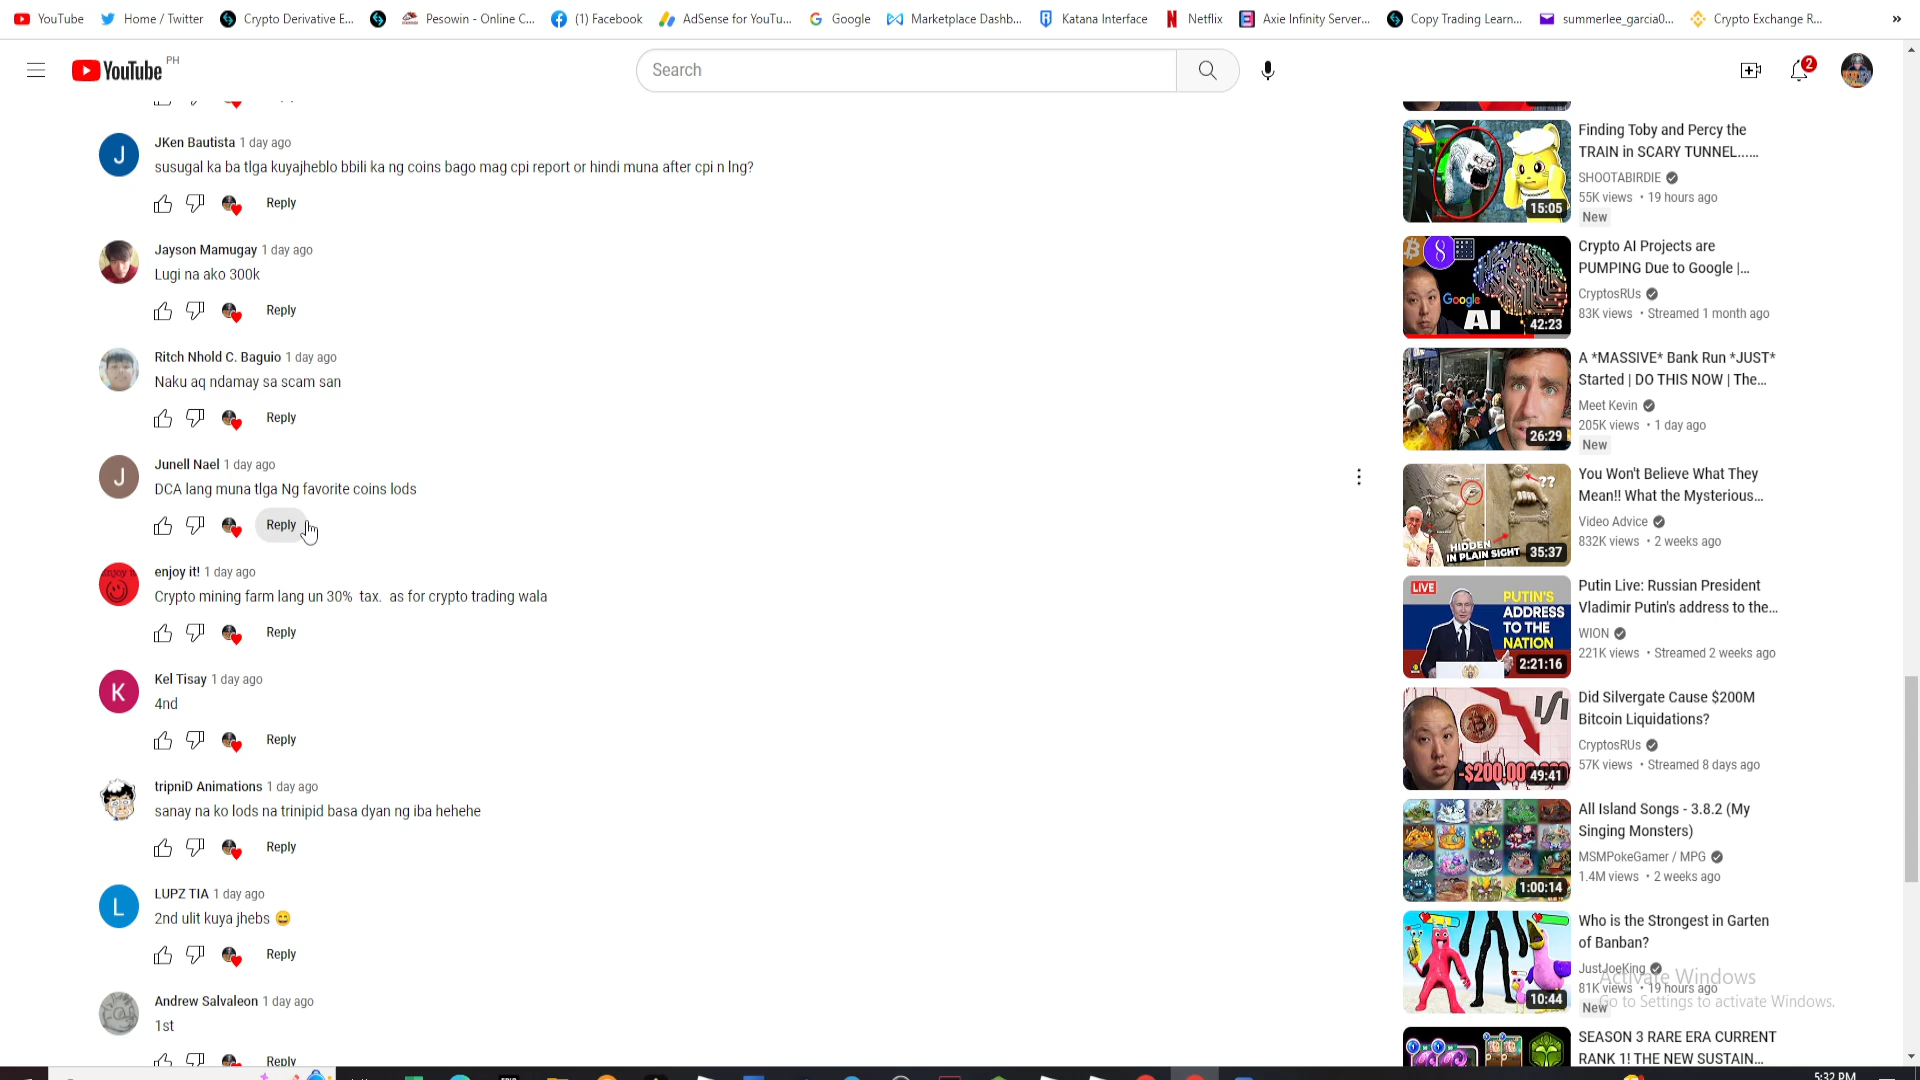 YouTube Home / Twitter Crypto Derivative E... Pesowin - Online C... (1) Facebook AdSense for YouTu... Google Marketplace Dashb... Katana Interface Netflix Axie Infinity Server... Copy Trading Learn... summerlee_garcia0... Crypto Exchange R... »
YouTube PH
Search
2
JKen Bautista 1 day ago
susugal ka ba tlga kuyajheblo bbili ka ng coins bago mag cpi report or hindi muna after cpi n lng?
Reply
Jayson Mamugay 1 day ago
Lugi na ako 300k
Reply
Ritch Nhold C. Baguio 1 day ago
Naku aq ndamay sa scam san
Reply
J
Junell Nael 1 day ago
DCA lang muna tlga Ng favorite coins lods
Reply
enjoy it! 1 day ago
Crypto mining farm lang un 30% tax. as for crypto trading wala
Reply
K
Kel Tisay 1 day ago
4nd
Reply
tripniD Animations 1 day ago
sanay na ko lods na trinipid basa dyan ng iba hehehe
Reply
L
LUPZ TIA 1 day ago
2nd ulit kuya jhebs 😄
Reply
Andrew Salvaleon 1 day ago
1st
Reply
15:05
Finding Toby and Percy the
TRAIN in SCARY TUNNEL......
SHOOTABIRDIE
55K views • 19 hours ago
New
Google
AI
42:23
Crypto AI Projects are
PUMPING Due to Google |...
CryptosRUs
83K views • Streamed 1 month ago
26:29
A *MASSIVE* Bank Run *JUST*
Started | DO THIS NOW | The...
Meet Kevin
205K views • 1 day ago
New
??
HIDDEN
IN PLAIN SIGHT
35:37
You Won't Believe What They
Mean!! What the Mysterious...
Video Advice
832K views • 2 weeks ago
LIVE
PUTIN'S
ADDRESS
TO THE
NATION
2:21:16
Putin Live: Russian President
Vladimir Putin's address to the...
WION
221K views • Streamed 2 weeks ago
49:41
Did Silvergate Cause $200M
Bitcoin Liquidations?
CryptosRUs
57K views • Streamed 8 days ago
1:00:14
All Island Songs - 3.8.2 (My
Singing Monsters)
MSMPokeGamer / MPG
1.4M views • 2 weeks ago
10:44
Who is the Strongest in Garten
of Banban?
JustJoeKing
81K views • 19 hours ago
New
Activate Windows
Go to Settings to activate Windows.
SEASON 3 RARE ERA CURRENT
RANK 1! THE NEW SUSTAIN...
5:32 PM